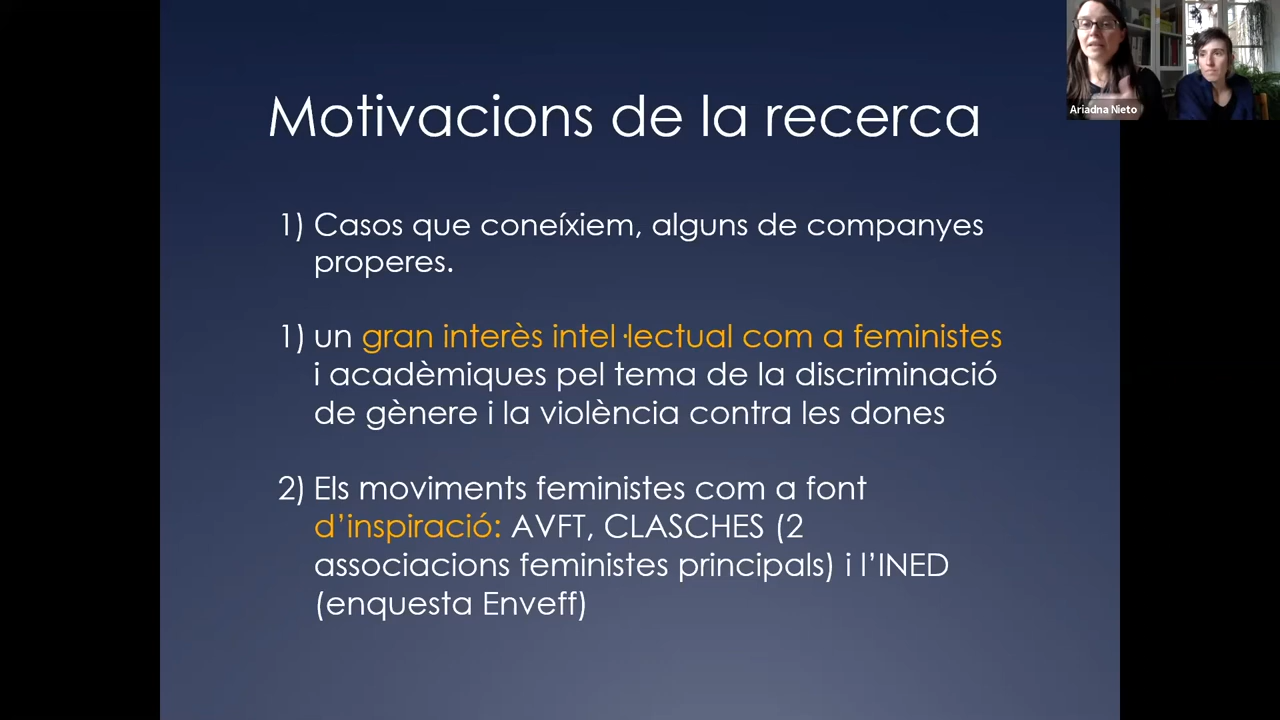 Motivacions de la recerca
Ariadna Nieto
1) Casos que coneíxiem, alguns de companyes
properes.
1) un gran interès intel·lectual com a feministes
i acadèmiques pel tema de la discriminació
de gènere i la violència contra les dones
2) Els moviments feministes com a font
d’inspiració: AVFT, CLASCHES (2
associacions feministes principals) i l’INED
(enquesta Enveff)